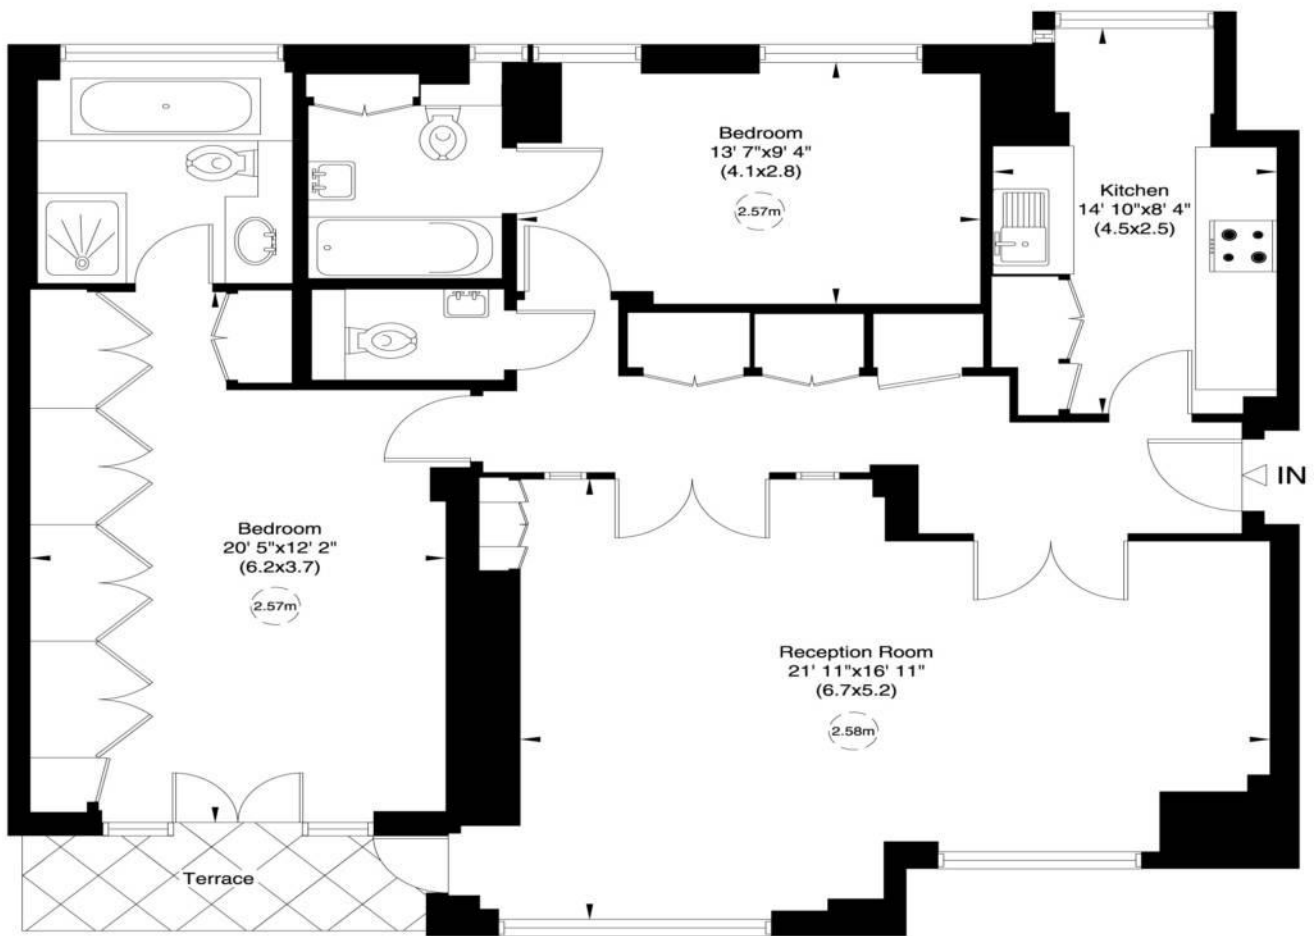 Bedroom
13' 7"x9' 4"
(4.1x2.8)
2.57m
Kitchen
14' 10"x8' 4"
(4.5x2.5)
IN
Bedroom
20' 5"x12' 2"
(6.2x3.7)
2.57m
Reception Room
21' 11"x16' 11"
(6.7x5.2)
2.58m
Terrace